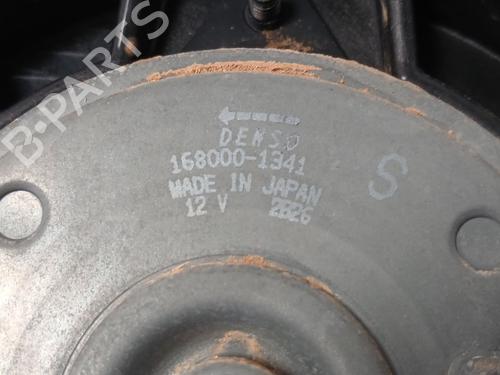 B-PARTS
DENSO
168000-1341
S
MADE IN JAPAN
12 V 2B26